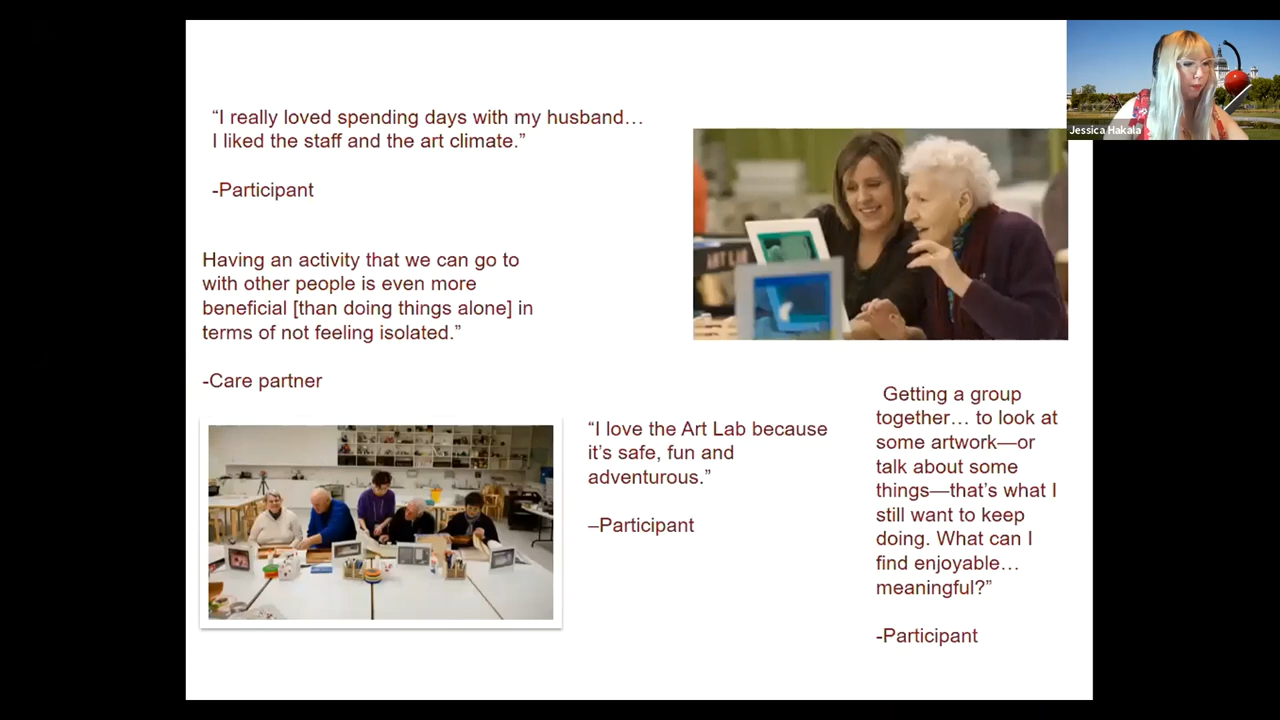 “I really loved spending days with my husband…
I liked the staff and the art climate.”
-Participant
Having an activity that we can go to
with other people is even more
beneficial [than doing things alone] in
terms of not feeling isolated.”
-Care partner
“I love the Art Lab because
it’s safe, fun and
adventurous.”
–Participant
Getting a group
together… to look at
some artwork—or
talk about some
things—that’s what I
still want to keep
doing. What can I
find enjoyable…
meaningful?”
-Participant
ART LAB
Jessica Hakala